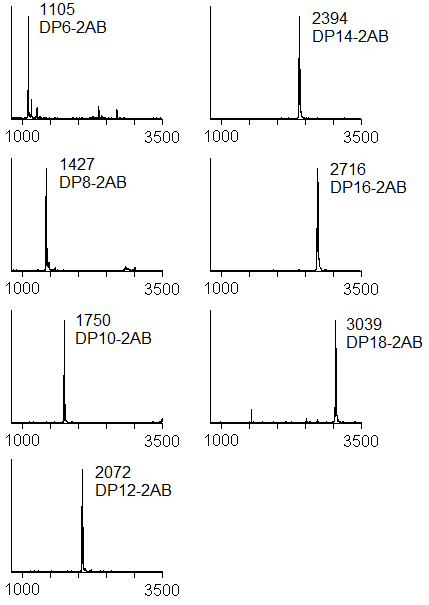 1105
DP6-2AB
1000 3500
1427
DP8-2AB
1000 3500
1750
DP10-2AB
1000 3500
2072
DP12-2AB
1000 3500
2394
DP14-2AB
1000 3500
2716
DP16-2AB
1000 3500
3039
DP18-2AB
1000 3500